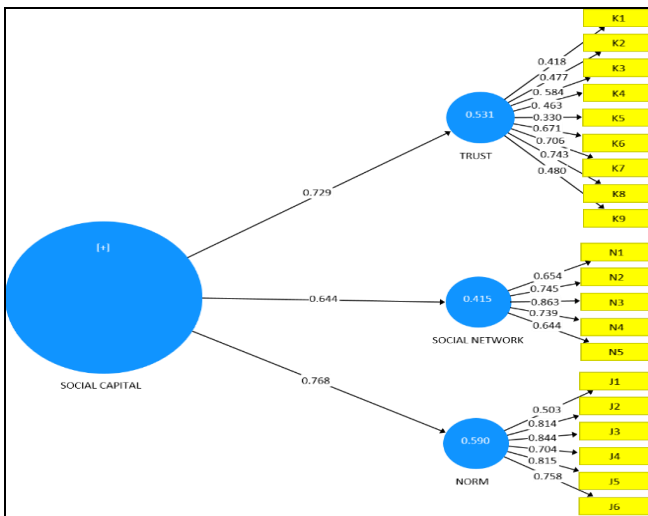 K1
0.418
K2
0.477
K3
0. 584
K4
0. 463
0.531
K5
0.330
K6
0.671
0.706
TRUST
K7
0.743
K8
0.480
K9
0.729
[+]
N1
0.654
N2
0.745
0.415
N3
0.863
0.644
N4
0.739
SOCIAL NETWORK
0.644
N5
SOCIAL CAPITAL
0.768
J1
0.503
J2
0.814
J3
0.590
0.844
J4
0.704
J5
0.815
NORM
0.758
J6